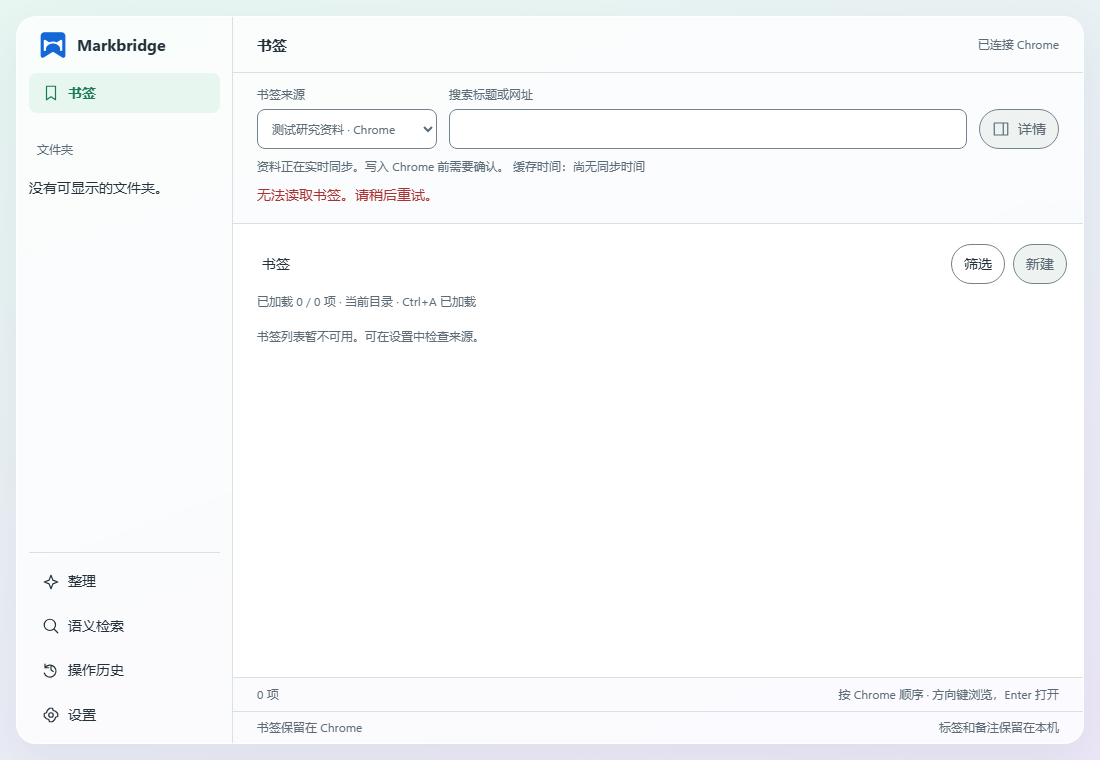 Markbridge
书签
文件夹
没有可显示的文件夹。
整理
语义检索
操作历史
设置
书签
已连接 Chrome
书签来源
搜索标题或网址
测试研究资料 · Chrome
详情
资料正在实时同步。写入 Chrome 前需要确认。 缓存时间：尚无同步时间
无法读取书签。请稍后重试。
书签
筛选
新建
已加载 0 / 0 项 · 当前目录 · Ctrl+A 已加载
书签列表暂不可用。可在设置中检查来源。
0 项
按 Chrome 顺序 · 方向键浏览，Enter 打开
书签保留在 Chrome
标签和备注保留在本机